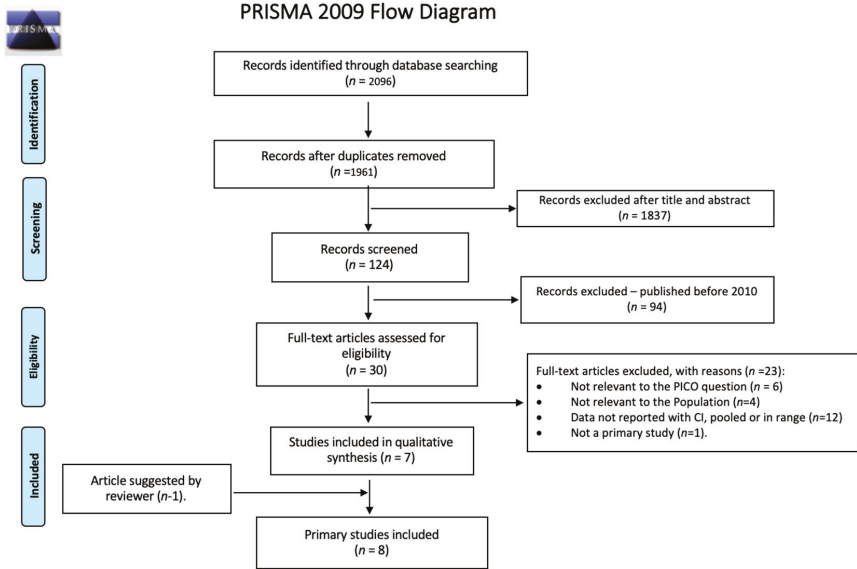 PRISMA 2009 Flow Diagram
PRISMA
Identification
Records identified through database searching
(n = 2096)
Records after duplicates removed
(n =1961)
Screening
Records excluded after title and abstract
(n = 1837)
Records screened
(n = 124)
Records excluded – published before 2010
(n = 94)
Eligibility
Full-text articles assessed for
eligibility
(n = 30)
Full-text articles excluded, with reasons (n =23):
• Not relevant to the PICO question (n = 6)
• Not relevant to the Population (n=4)
• Data not reported with CI, pooled or in range (n=12)
• Not a primary study (n=1).
Included
Studies included in qualitative
synthesis (n = 7)
Article suggested by
reviewer (n-1).
Primary studies included
(n = 8)